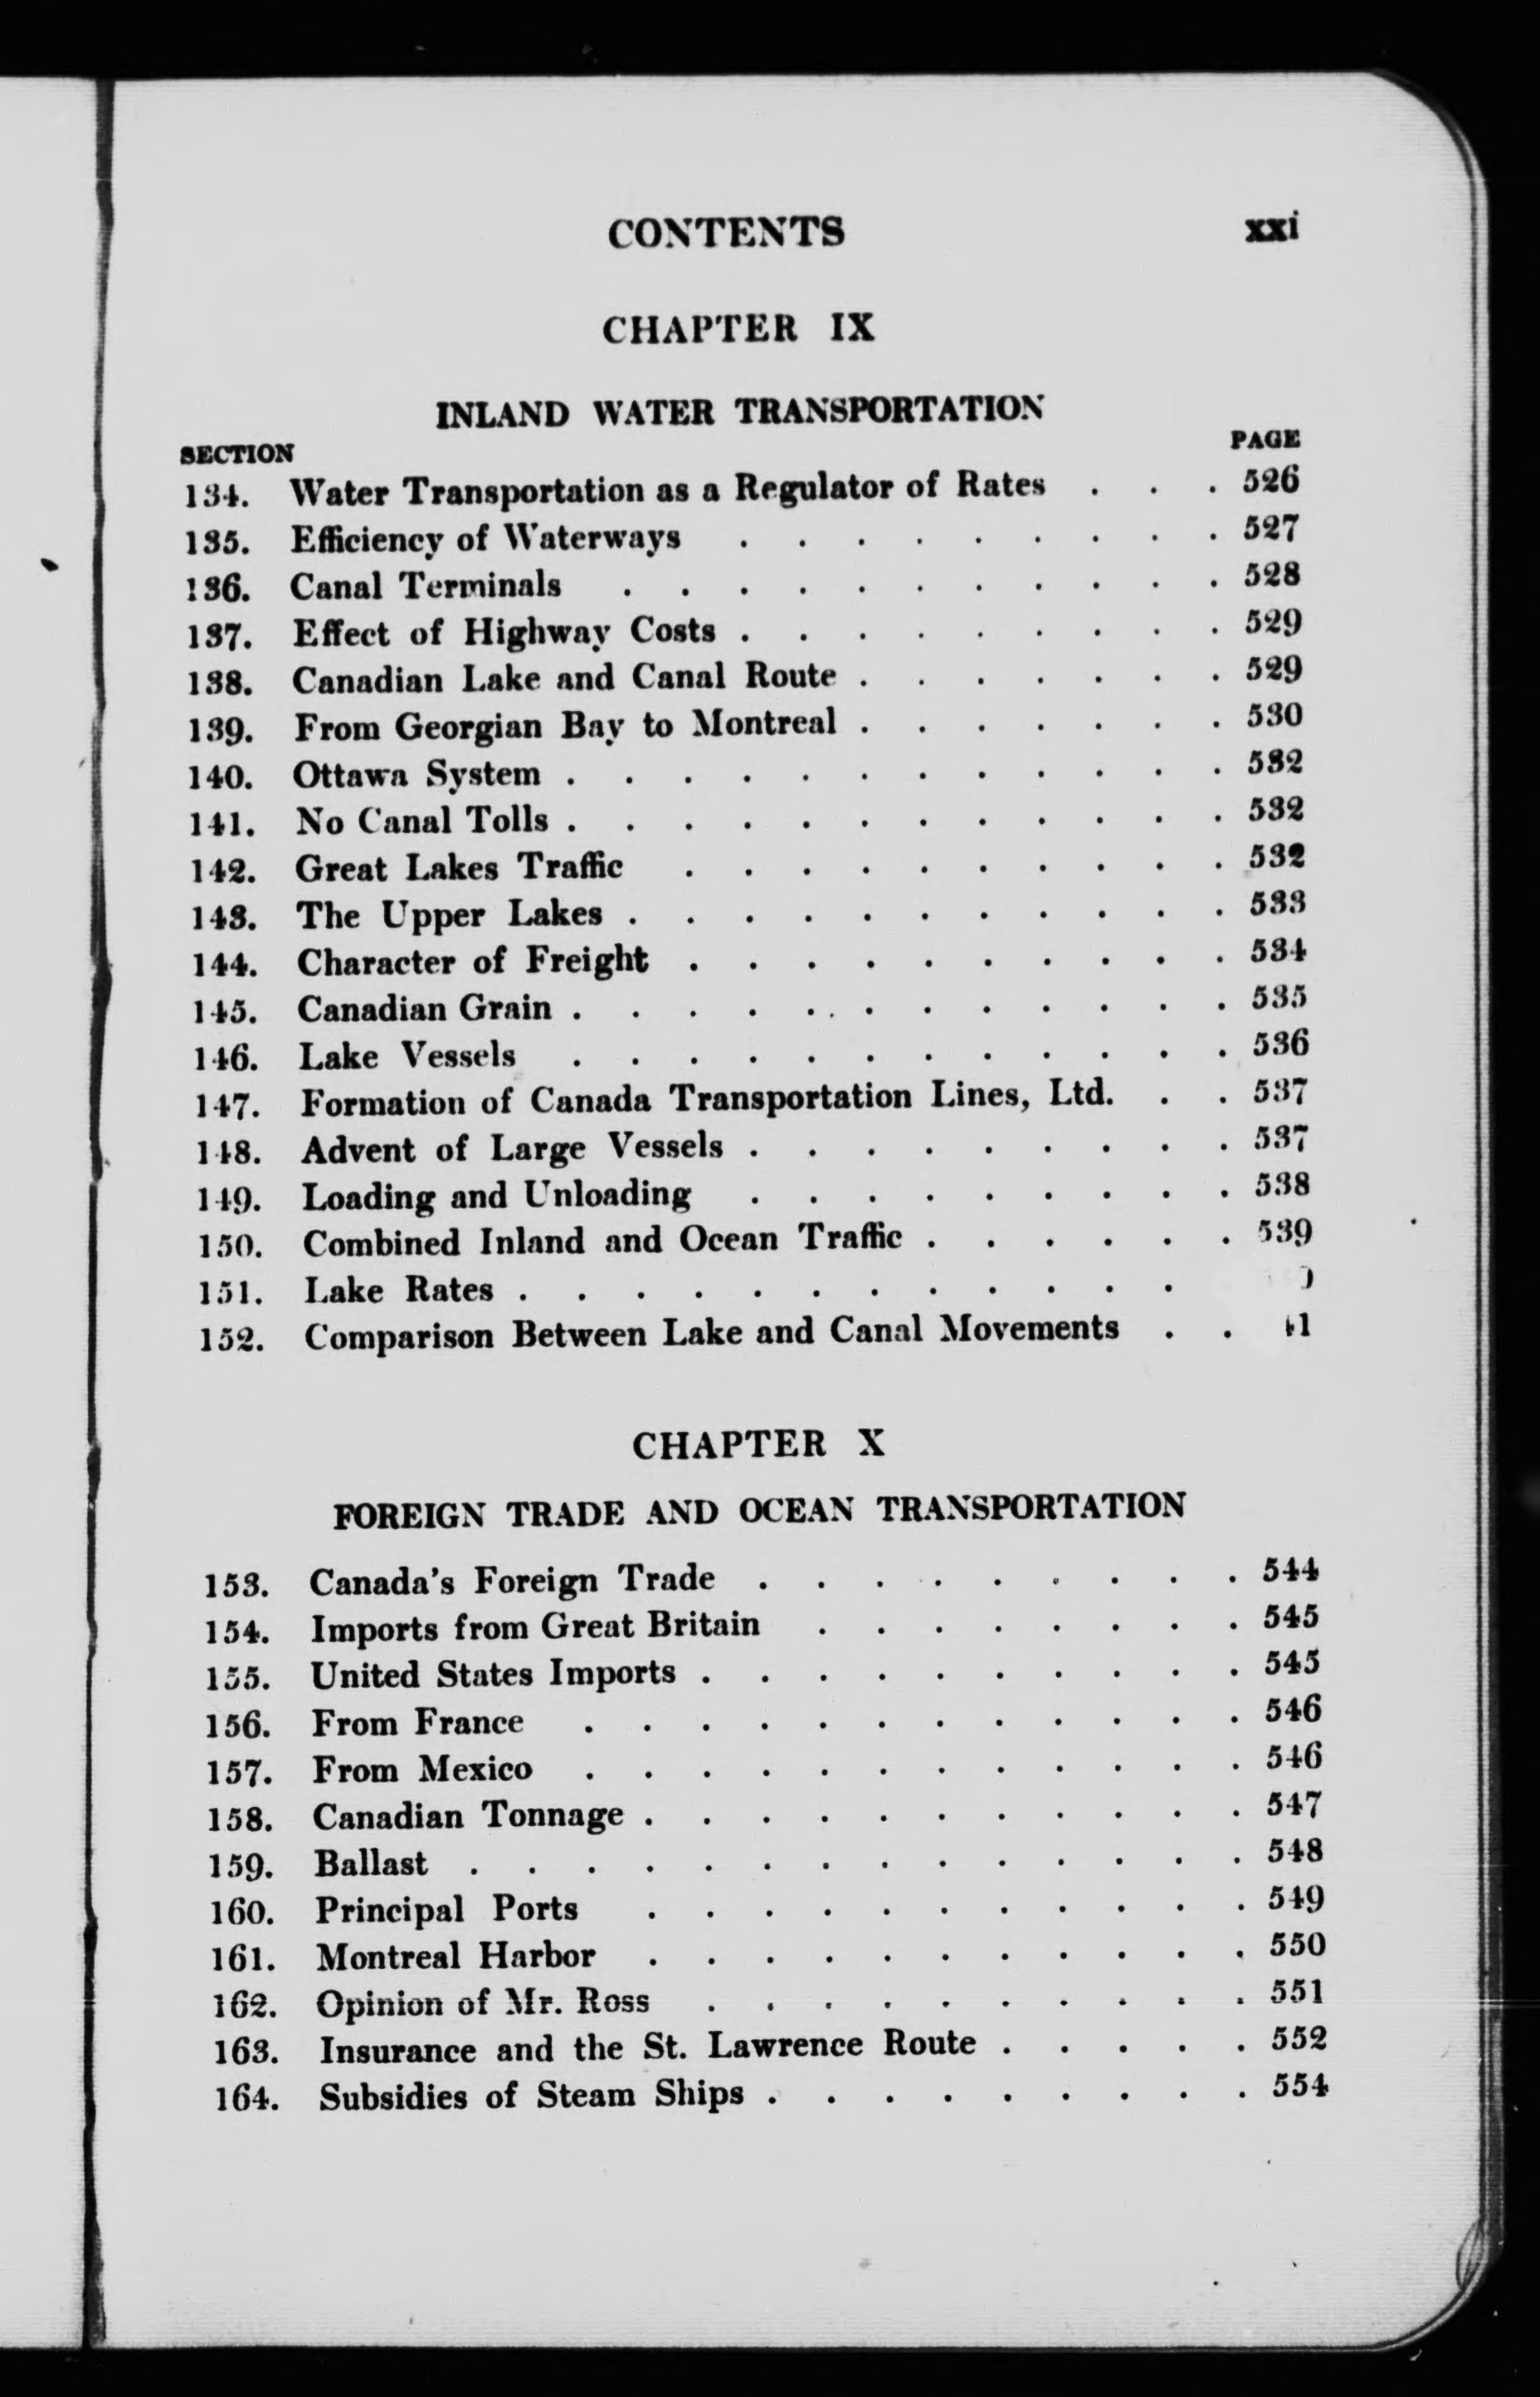 CONTENTS xxi
CHAPTER IX
INLAND WATER TRANSPORTATION
SECTION PAGE
134. Water Transportation as a Regulator of Rates . . . 526
135. Efficiency of Waterways . . . . . . . . . 527
136. Canal Terminals . . . . . . . . . . . 528
137. Effect of Highway Costs . . . . . . . . . 529
138. Canadian Lake and Canal Route . . . . . . . 529
139. From Georgian Bay to Montreal . . . . . . . 530
140. Ottawa System . . . . . . . . . . . . 532
141. No Canal Tolls . . . . . . . . . . . . 532
142. Great Lakes Traffic . . . . . . . . . . 532
143. The Upper Lakes . . . . . . . . . . . 533
144. Character of Freight . . . . . . . . . . 534
145. Canadian Grain . . . . . . . . . . . . 535
146. Lake Vessels . . . . . . . . . . . . 536
147. Formation of Canada Transportation Lines, Ltd. . . 537
148. Advent of Large Vessels . . . . . . . . . 537
149. Loading and Unloading . . . . . . . . . 538
150. Combined Inland and Ocean Traffic . . . . . . 539
151. Lake Rates . . . . . . . . . . . .
152. Comparison Between Lake and Canal Movements . .
CHAPTER X
FOREIGN TRADE AND OCEAN TRANSPORTATION
153. Canada's Foreign Trade . . . . . . . . . 544
154. Imports from Great Britain . . . . . . . . 545
155. United States Imports . . . . . . . . . . 545
156. From France . . . . . . . . . . . . 546
157. From Mexico . . . . . . . . . . . . 546
158. Canadian Tonnage . . . . . . . . . . . 547
159. Ballast . . . . . . . . . . . . . . 548
160. Principal Ports . . . . . . . . . . . 549
161. Montreal Harbor . . . . . . . . . . . 550
162. Opinion of Mr. Ross . . . . . . . . . . 551
163. Insurance and the St. Lawrence Route . . . . . 552
164. Subsidies of Steam Ships . . . . . . . . . 554